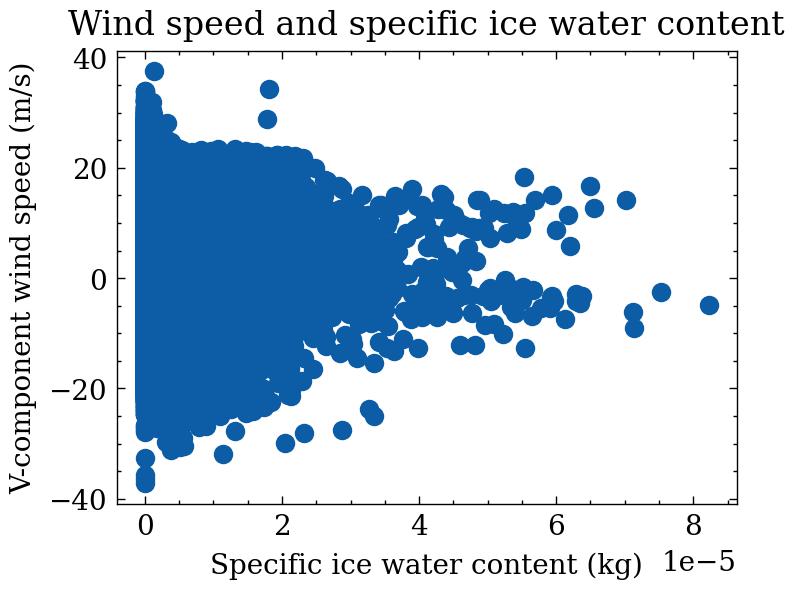 Wind speed and specific ice water content
V-component wind speed (m/s)
40
20
0
−20
−40
0 2 4 6 8
Specific ice water content (kg) 1e−5